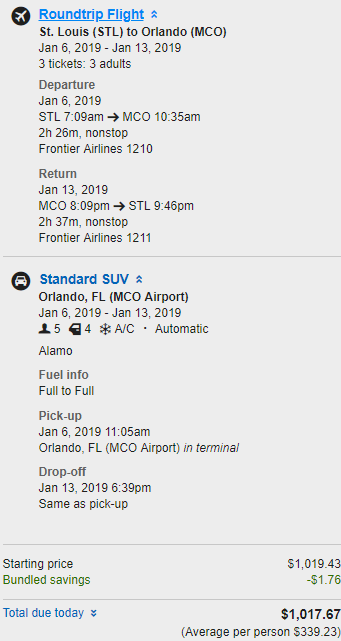 Roundtrip Flight
St. Louis (STL) to Orlando (MCO)
Jan 6, 2019 - Jan 13, 2019
3 tickets: 3 adults
Departure
Jan 6, 2019
STL 7:09am → MCO 10:35am
2h 26m, nonstop
Frontier Airlines 1210
Return
Jan 13, 2019
MCO 8:09pm → STL 9:46pm
2h 37m, nonstop
Frontier Airlines 1211
Standard SUV
Orlando, FL (MCO Airport)
Jan 6, 2019 - Jan 13, 2019
5 4 A/C · Automatic
Alamo
Fuel info
Full to Full
Pick-up
Jan 6, 2019 11:05am
Orlando, FL (MCO Airport) in terminal
Drop-off
Jan 13, 2019 6:39pm
Same as pick-up
Starting price $1,019.43
Bundled savings -$1.76
Total due today $1,017.67
(Average per person $339.23)